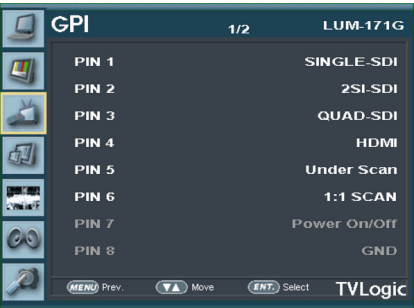 GPI 1/2 LUM-171G
PIN 1 SINGLE-SDI
PIN 2 2SI-SDI
PIN 3 QUAD-SDI
PIN 4 HDMI
PIN 5 Under Scan
PIN 6 1:1 SCAN
PIN 7 Power On/Off
PIN 8 GND
MENU Prev. ▼▲ Move ENT. Select TVLogic